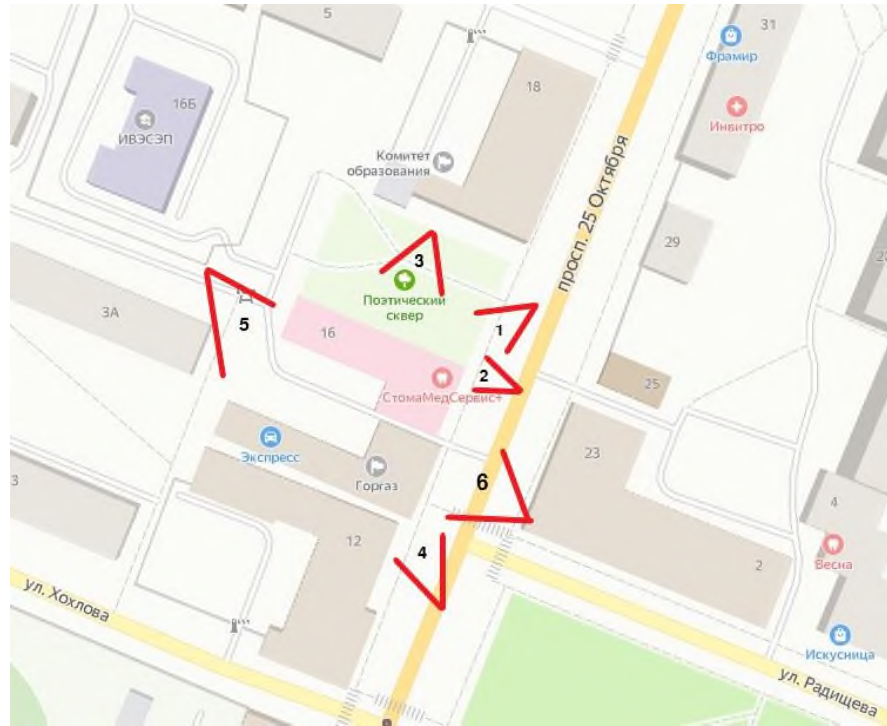 5
31
Фрамир
18
16Б
ИВЭСЭП
Инвитро
Комитет
образования
просп. 25 Октября
29
3
Поэтический
сквер
3А
5
16
1
2
СтомаМедСервис+
25
Экспресс
6
23
Горгаз
3
12
4
4
2
Весна
ул. Хохлова
Искусница
ул. Радищева